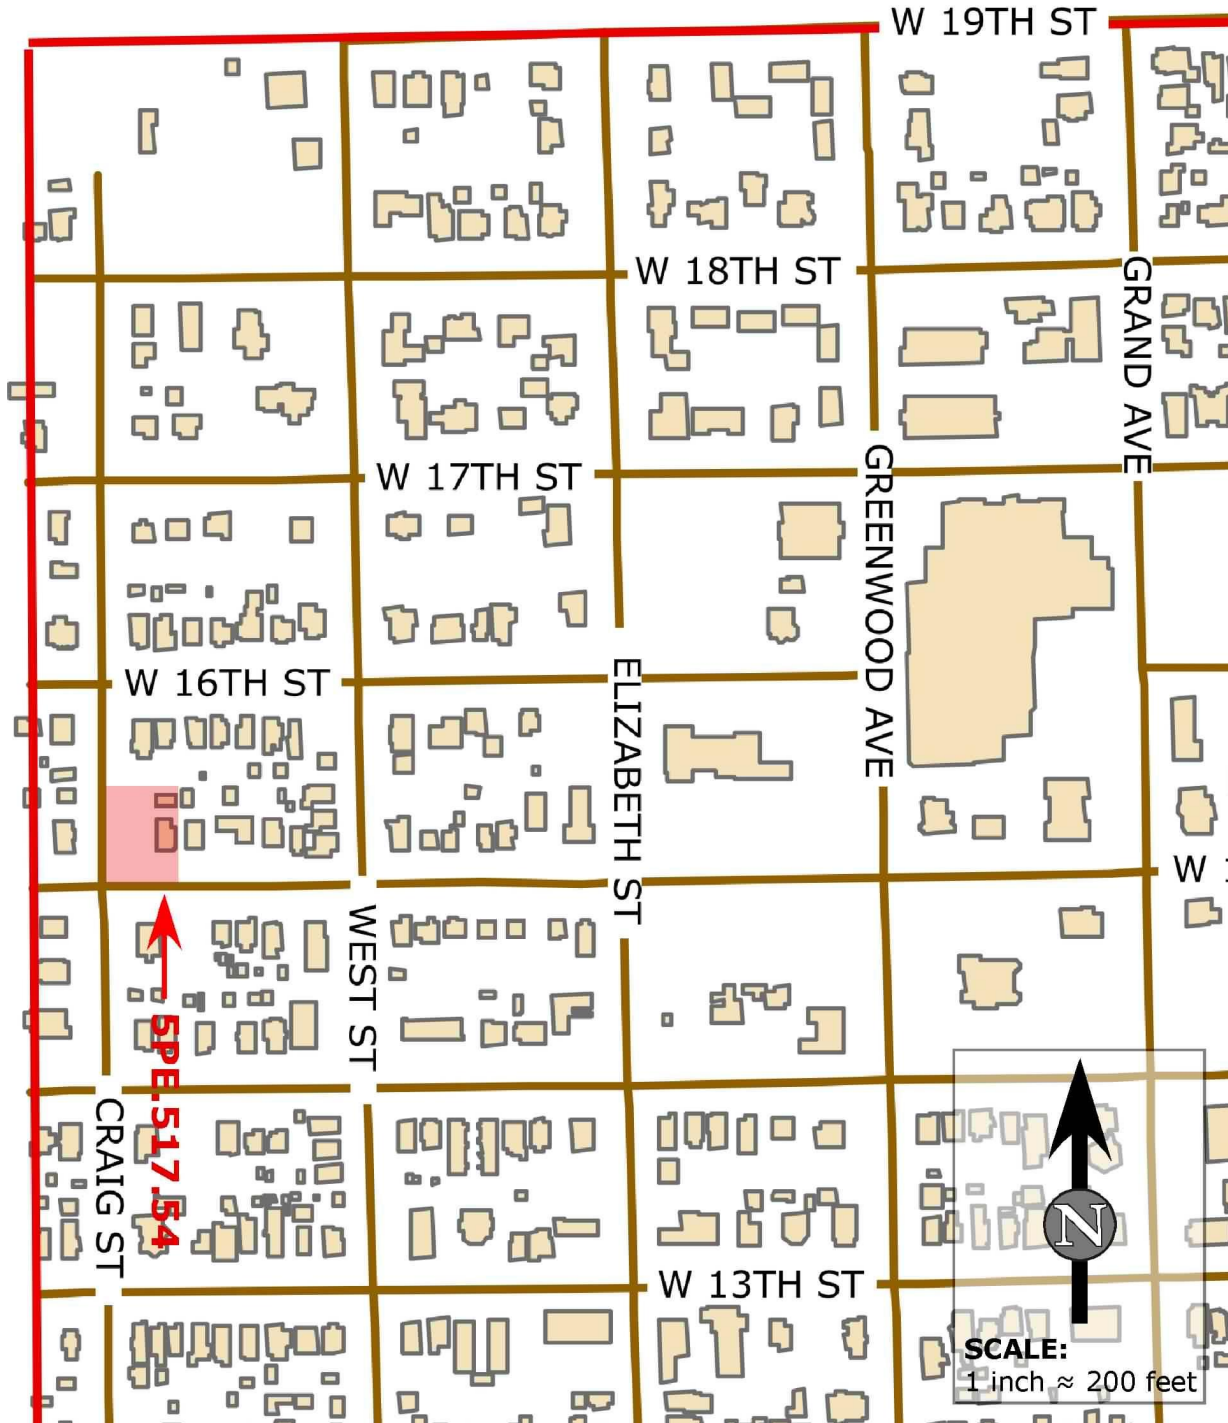 W 19TH ST
W 18TH ST
GRAND AVE
W 17TH ST
GREENWOOD AVE
W 16TH ST
ELIZABETH ST
W
WEST ST
5PE.517.54
CRAIG ST
W 13TH ST
N
SCALE:
1 inch ≈ 200 feet